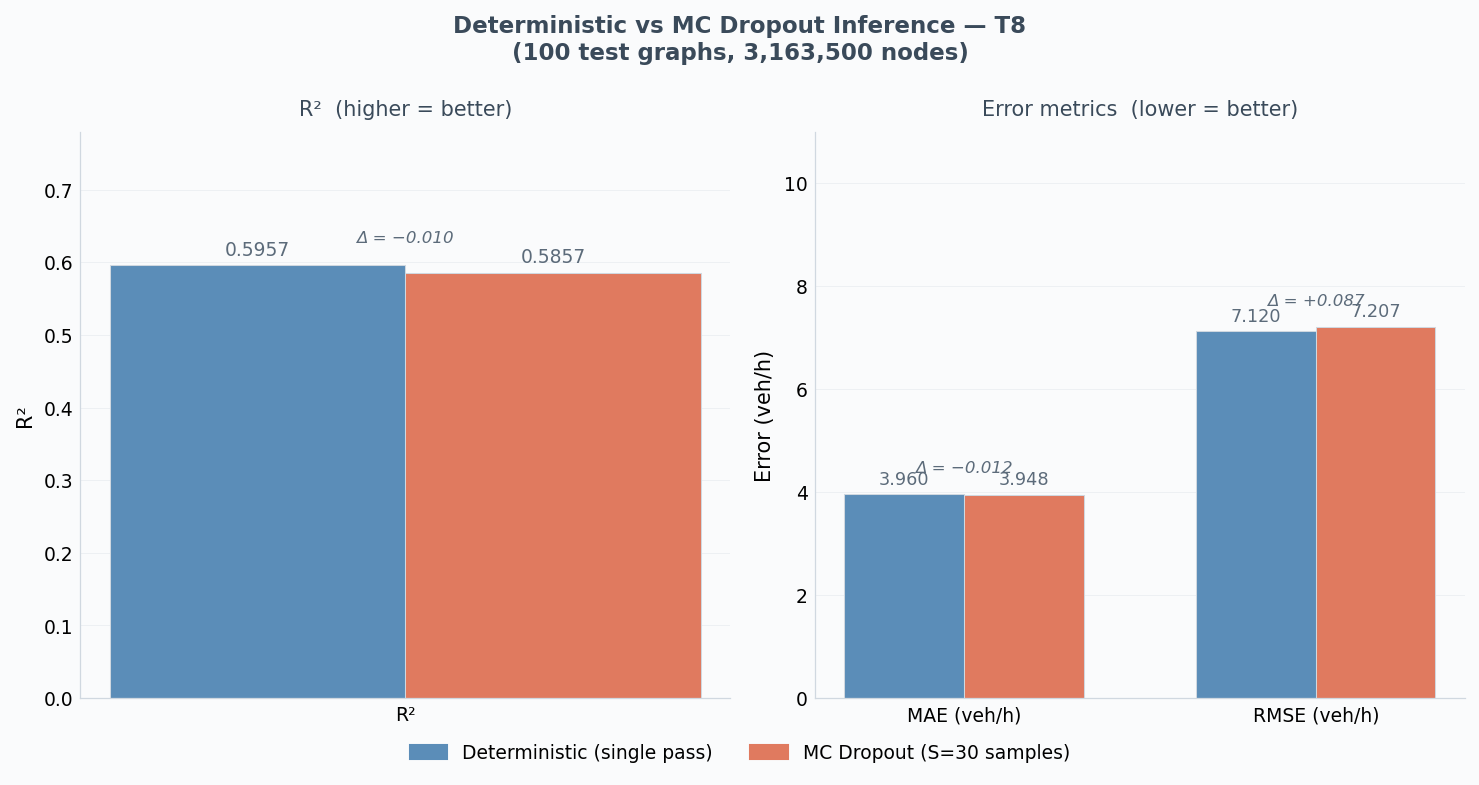 Deterministic vs MC Dropout Inference — T8
(100 test graphs, 3,163,500 nodes)
R²  (higher = better)
0.7
0.6
0.5
0.4
0.3
0.2
0.1
0.0
R²
0.5957
Δ = −0.010
0.5857
R²
Error metrics  (lower = better)
10
8
6
4
2
0
Error (veh/h)
3.960
Δ = −0.012
3.948
7.120
Δ = +0.087
7.207
MAE (veh/h)
RMSE (veh/h)
Deterministic (single pass)
MC Dropout (S=30 samples)